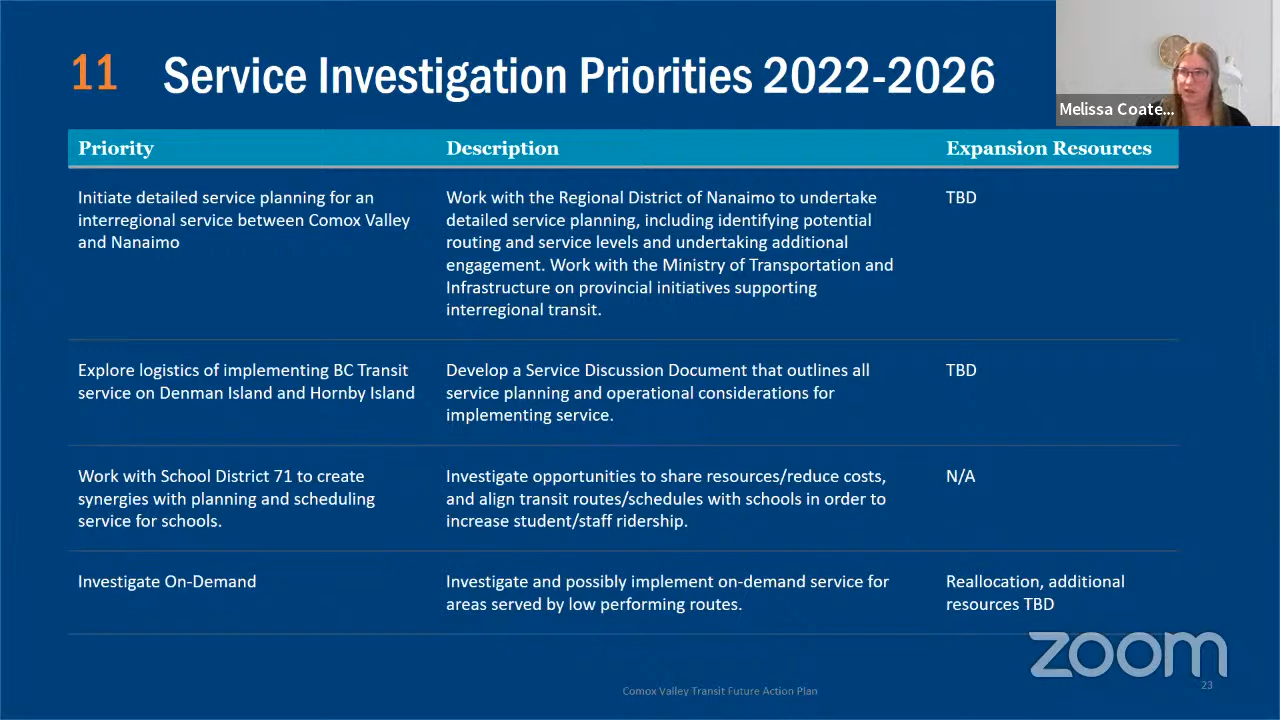 11 Service Investigation Priorities 2022-2026
Melissa Coate...
Priority Description Expansion Resources
Initiate detailed service planning for an
interregional service between Comox Valley
and Nanaimo
Work with the Regional District of Nanaimo to undertake
detailed service planning, including identifying potential
routing and service levels and undertaking additional
engagement. Work with the Ministry of Transportation and
Infrastructure on provincial initiatives supporting
interregional transit.
TBD
Explore logistics of implementing BC Transit
service on Denman Island and Hornby Island
Develop a Service Discussion Document that outlines all
service planning and operational considerations for
implementing service.
TBD
Work with School District 71 to create
synergies with planning and scheduling
service for schools.
Investigate opportunities to share resources/reduce costs,
and align transit routes/schedules with schools in order to
increase student/staff ridership.
N/A
Investigate On-Demand
Investigate and possibly implement on-demand service for
areas served by low performing routes.
Reallocation, additional
resources TBD
zoom
Comox Valley Transit Future Action Plan
23